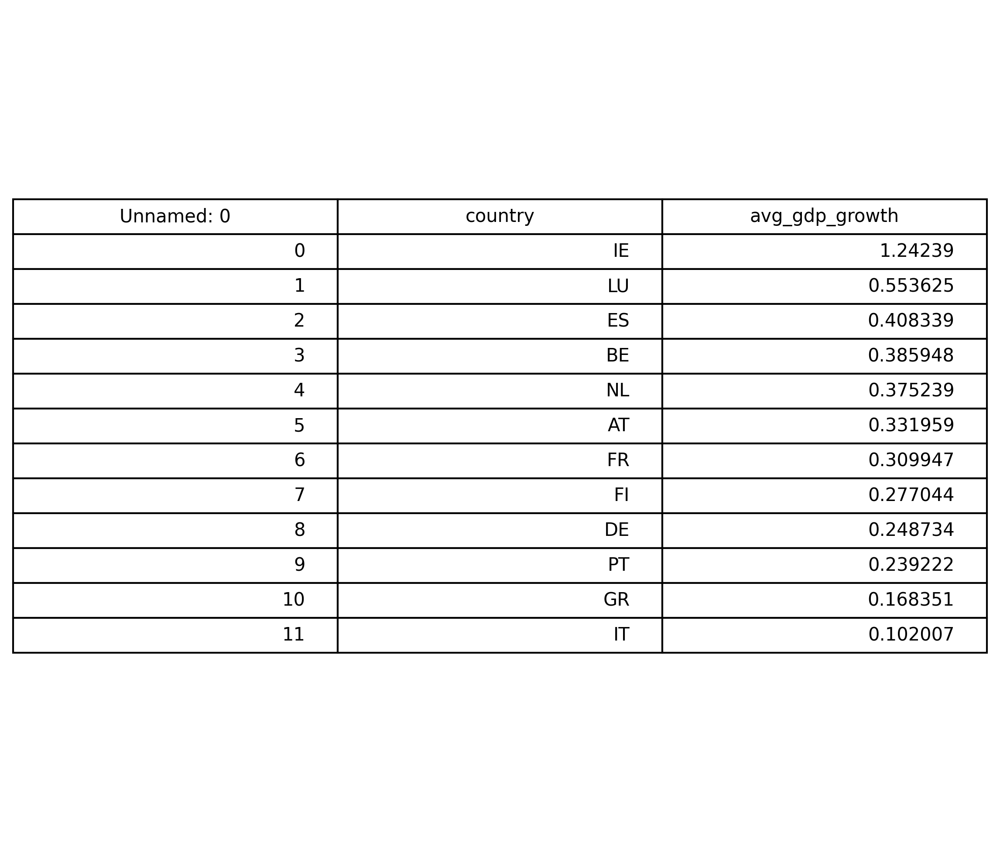 Unnamed: 0 country avg_gdp_growth
0 IE 1.24239
1 LU 0.553625
2 ES 0.408339
3 BE 0.385948
4 NL 0.375239
5 AT 0.331959
6 FR 0.309947
7 FI 0.277044
8 DE 0.248734
9 PT 0.239222
10 GR 0.168351
11 IT 0.102007